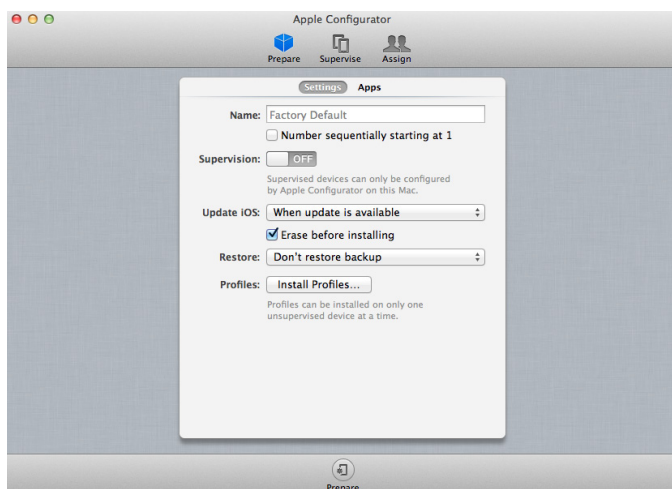 Apple Configurator
Prepare Supervise Assign
Settings Apps
Name: Factory Default
Number sequentially starting at 1
Supervision: OFF
Supervised devices can only be configured
by Apple Configurator on this Mac.
Update iOS: When update is available
Erase before installing
Restore: Don't restore backup
Profiles: Install Profiles...
Profiles can be installed on only one
unsupervised device at a time.
Prepare